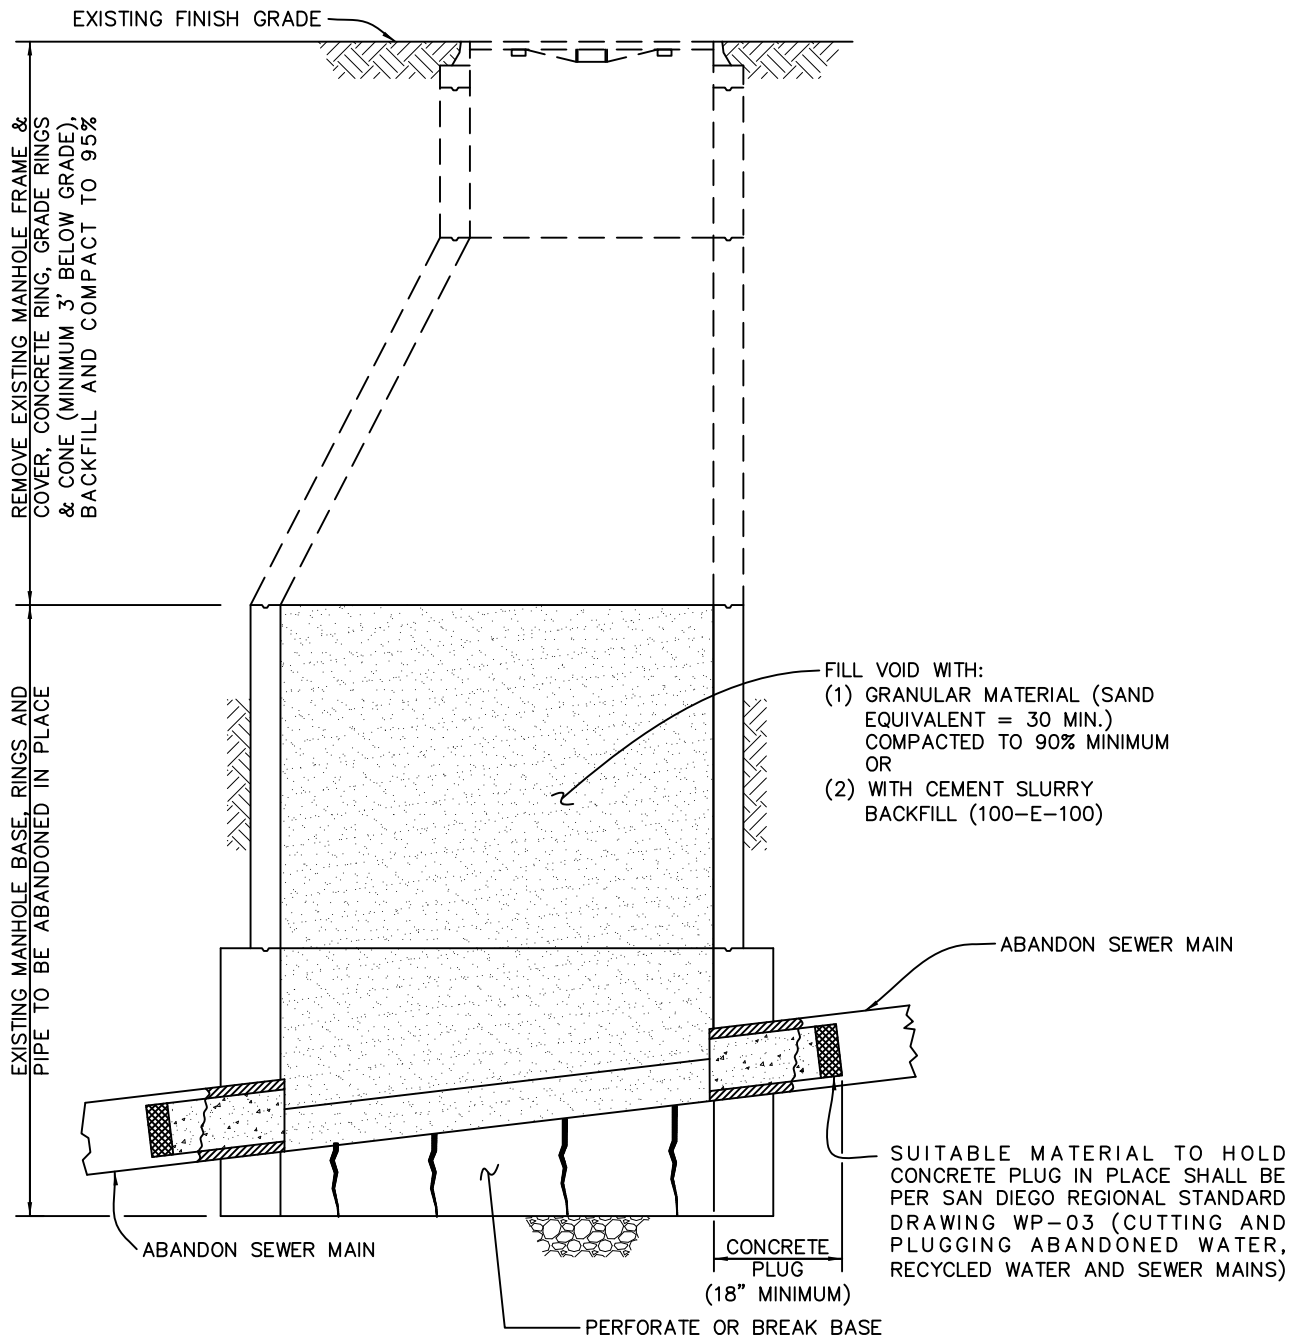 EXISTING FINISH GRADE
REMOVE EXISTING MANHOLE FRAME &
COVER, CONCRETE RING, GRADE RINGS
& CONE (MINIMUM 3' BELOW GRADE),
BACKFILL AND COMPACT TO 95%
FILL VOID WITH:
(1) GRANULAR MATERIAL (SAND
EQUIVALENT = 30 MIN.)
COMPACTED TO 90% MINIMUM
OR
(2) WITH CEMENT SLURRY
BACKFILL (100-E-100)
EXISTING MANHOLE BASE, RINGS AND
PIPE TO BE ABANDONED IN PLACE
ABANDON SEWER MAIN
SUITABLE MATERIAL TO HOLD
CONCRETE PLUG IN PLACE SHALL BE
PER SAN DIEGO REGIONAL STANDARD
DRAWING WP-03 (CUTTING AND
PLUGGING ABANDONED WATER,
RECYCLED WATER AND SEWER MAINS)
ABANDON SEWER MAIN
CONCRETE
PLUG
(18" MINIMUM)
PERFORATE OR BREAK BASE